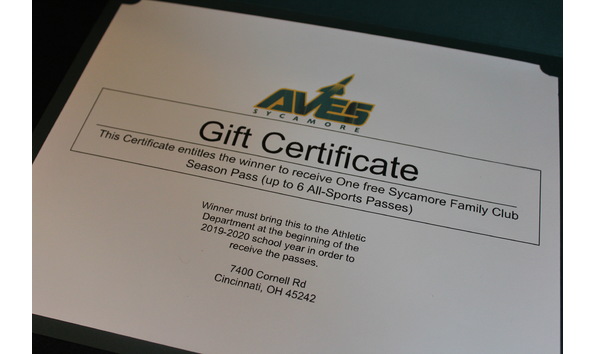 AVES
SYCAMORE
Gift Certificate
This Certificate entitles the winner to receive One free Sycamore Family Club
Season Pass (up to 6 All-Sports Passes)
Winner must bring this to the Athletic
Department at the beginning of the
2019-2020 school year in order to
receive the passes.
7400 Cornell Rd
Cincinnati, OH 45242